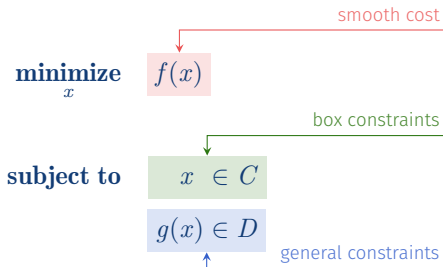 smooth cost
minimize f(x)
x
box constraints
subject to x ∈ C
g(x) ∈ D
general constraints